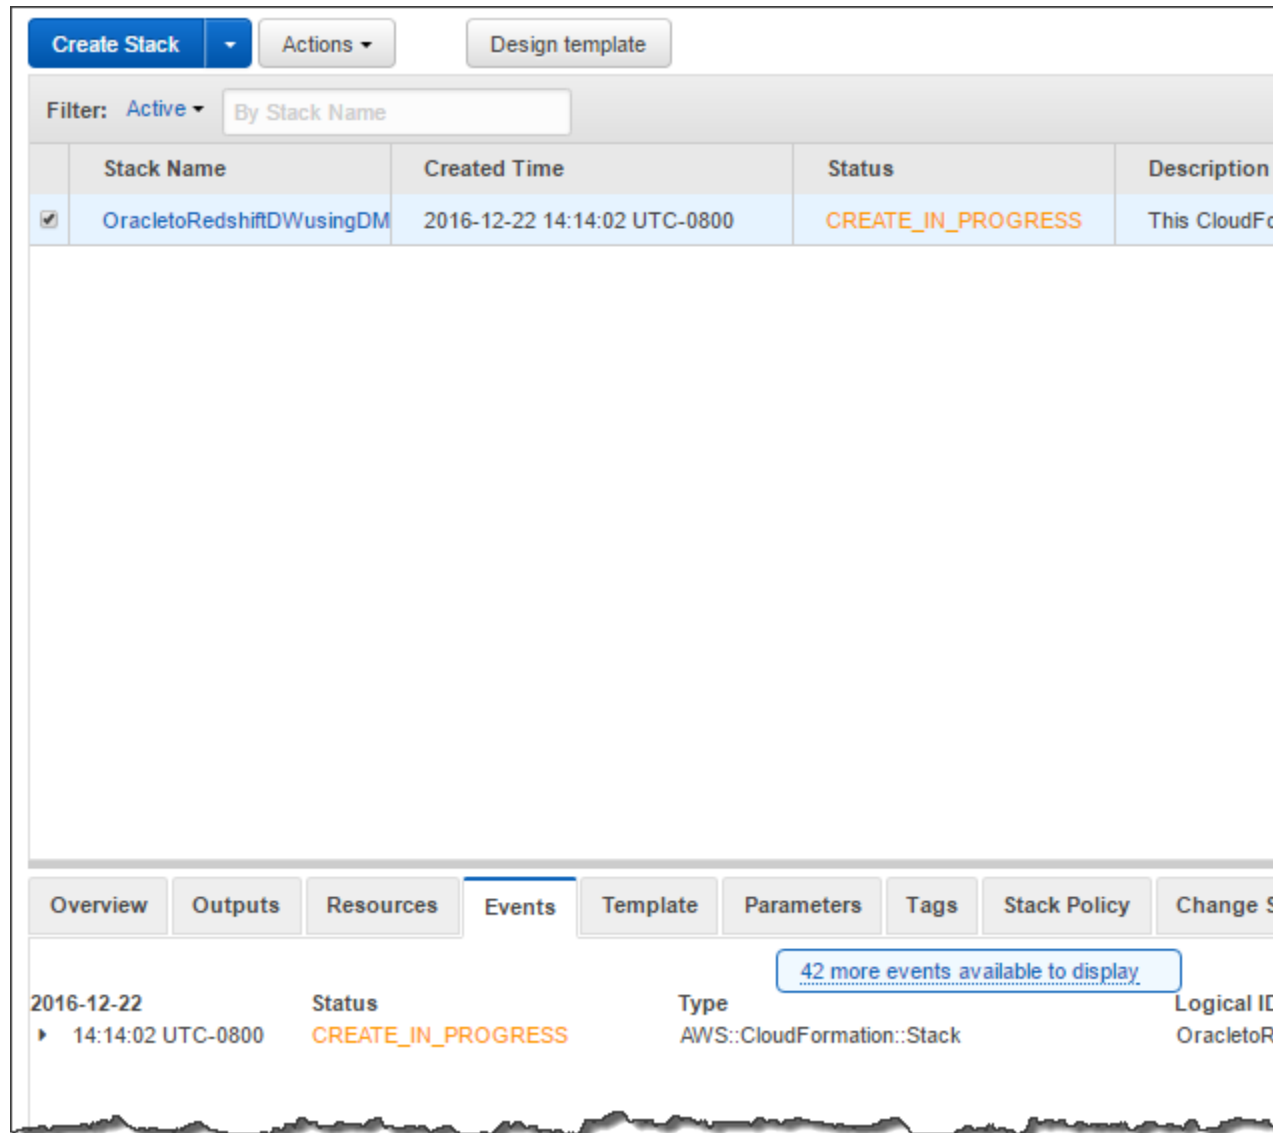 Create Stack Actions Design template
Filter: Active By Stack Name
Stack Name Created Time Status Description
OracletoRedshiftDWusingDM 2016-12-22 14:14:02 UTC-0800 CREATE_IN_PROGRESS This CloudFo
Overview Outputs Resources Events Template Parameters Tags Stack Policy Change S
42 more events available to display
2016-12-22 Status Type Logical ID
14:14:02 UTC-0800 CREATE_IN_PROGRESS AWS::CloudFormation::Stack OracletoR